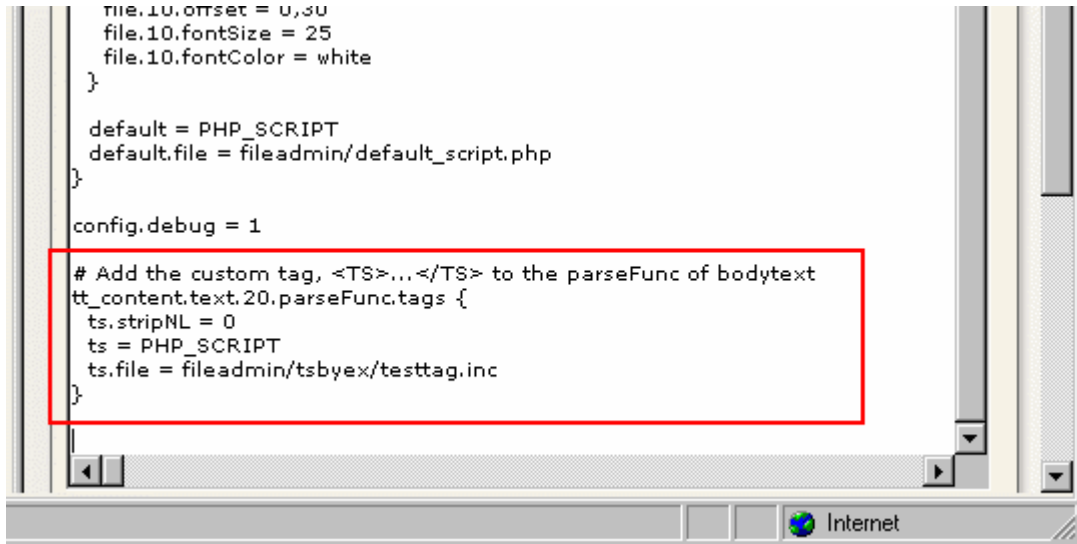 file.10.offset = 0,30
file.10.fontSize = 25
file.10.fontColor = white
}
default = PHP_SCRIPT
default.file = fileadmin/default_script.php
}
config.debug = 1
# Add the custom tag, <TS>...</TS> to the parseFunc of bodytext
tt_content.text.20.parseFunc.tags {
ts.stripNL = 0
ts = PHP_SCRIPT
ts.file = fileadmin/tsbyex/testtag.inc
}
Internet